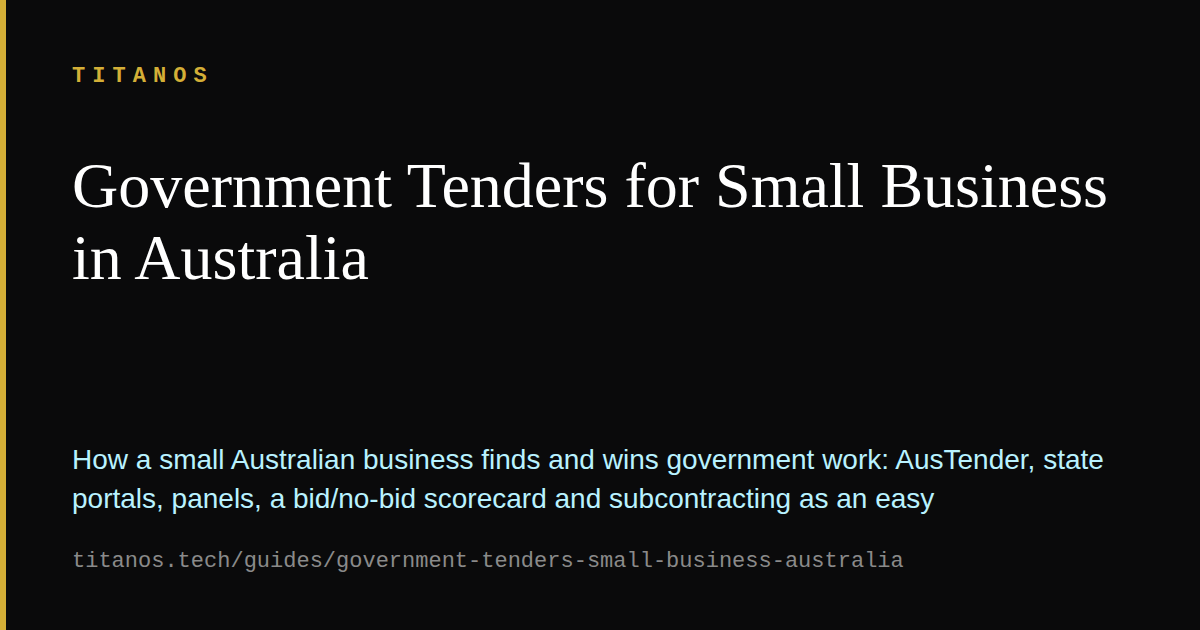 TITANOS
Government Tenders for Small Business
in Australia
How a small Australian business finds and wins government work: AusTender, state
portals, panels, a bid/no-bid scorecard and subcontracting as an easy
titanos.tech/guides/government-tenders-small-business-australia